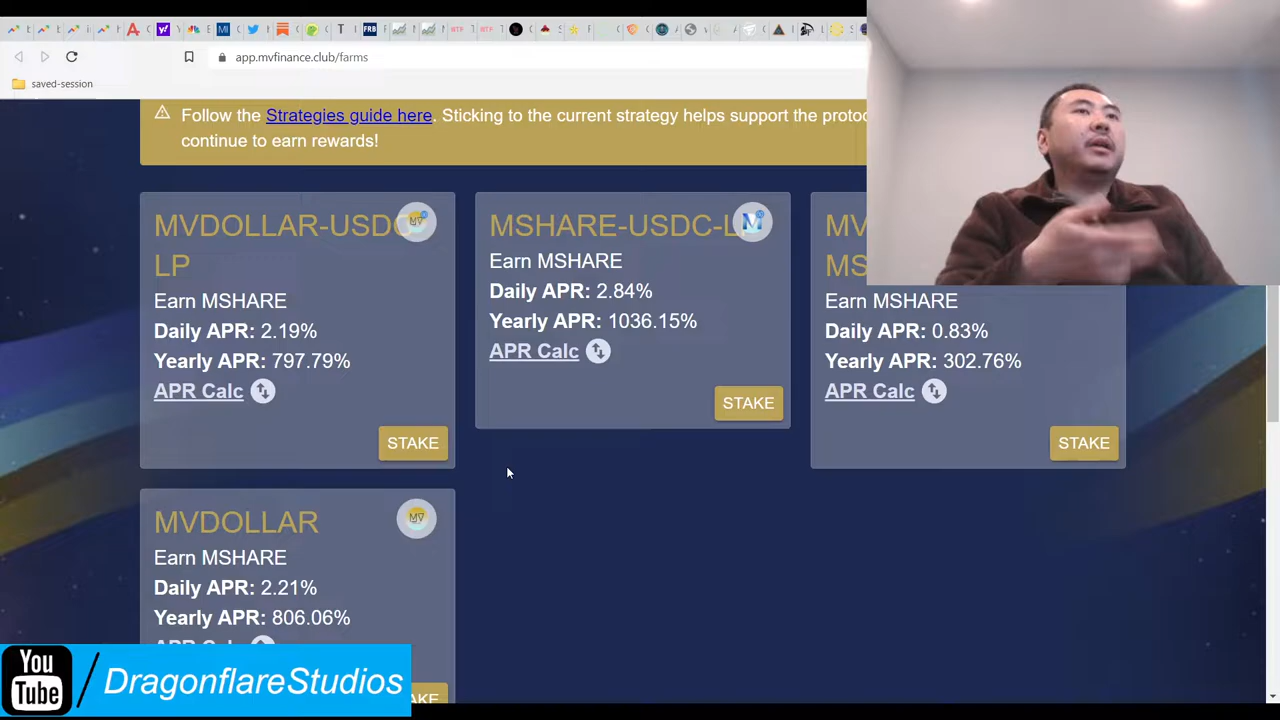 app.mvfinance.club/farms
saved-session
Follow the Strategies guide here. Sticking to the current strategy helps support the
continue to earn rewards!
MVDOLLAR-USDC
LP
Earn MSHARE
Daily APR: 2.19%
Yearly APR: 797.79%
APR Calc
STAKE
MSHARE-USDC-L
Earn MSHARE
Daily APR: 2.84%
Yearly APR: 1036.15%
APR Calc
STAKE
Earn MSHARE
Daily APR: 0.83%
Yearly APR: 302.76%
APR Calc
STAKE
MVDOLLAR
Earn MSHARE
Daily APR: 2.21%
Yearly APR: 806.06%
You
Tube
/ DragonflareStudios